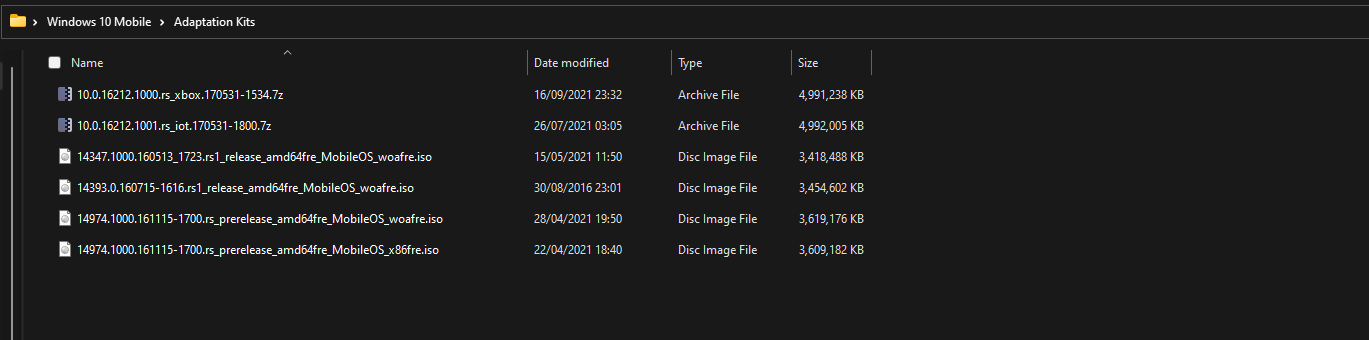 Windows 10 Mobile > Adaptation Kits
Name Date modified Type Size
10.0.16212.1000.rs_xbox.170531-1534.7z 16/09/2021 23:32 Archive File 4,991,238 KB
10.0.16212.1001.rs_iot.170531-1800.7z 26/07/2021 03:05 Archive File 4,992,005 KB
14347.1000.160513_1723.rs1_release_amd64fre_MobileOS_woafre.iso 15/05/2021 11:50 Disc Image File 3,418,488 KB
14393.0.160715-1616.rs1_release_amd64fre_MobileOS_woafre.iso 30/08/2016 23:01 Disc Image File 3,454,602 KB
14974.1000.161115-1700.rs_prerelease_amd64fre_MobileOS_woafre.iso 28/04/2021 19:50 Disc Image File 3,619,176 KB
14974.1000.161115-1700.rs_prerelease_amd64fre_MobileOS_x86fre.iso 22/04/2021 18:40 Disc Image File 3,609,182 KB